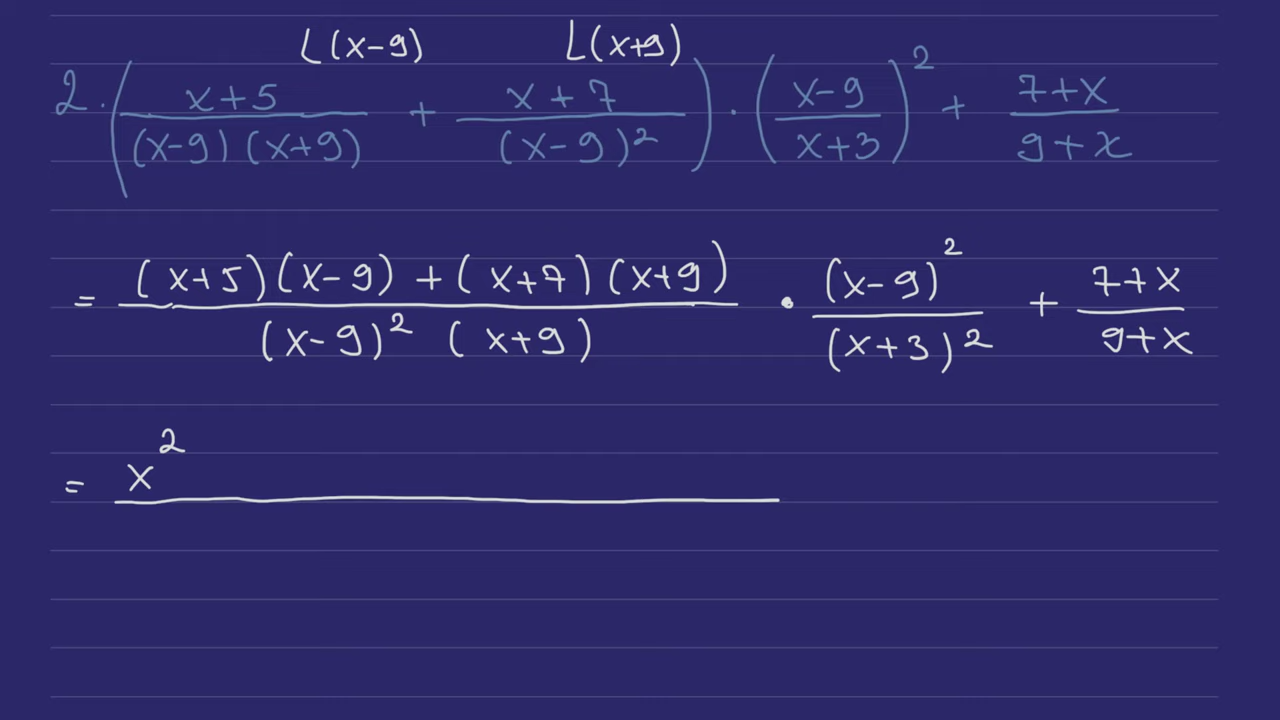 ⌊(x-9) ⌊(x+9)
2. ( (x+5)/((x-9)(x+9)) + (x+7)/((x-9)²) ) · ( (x-9)/(x+3) )² + (7+x)/(9+x)
= ((x+5)(x-9)+(x+7)(x+9))/((x-9)²(x+9)) · (x-9)²/(x+3)² + (7+x)/(9+x)
= x²/